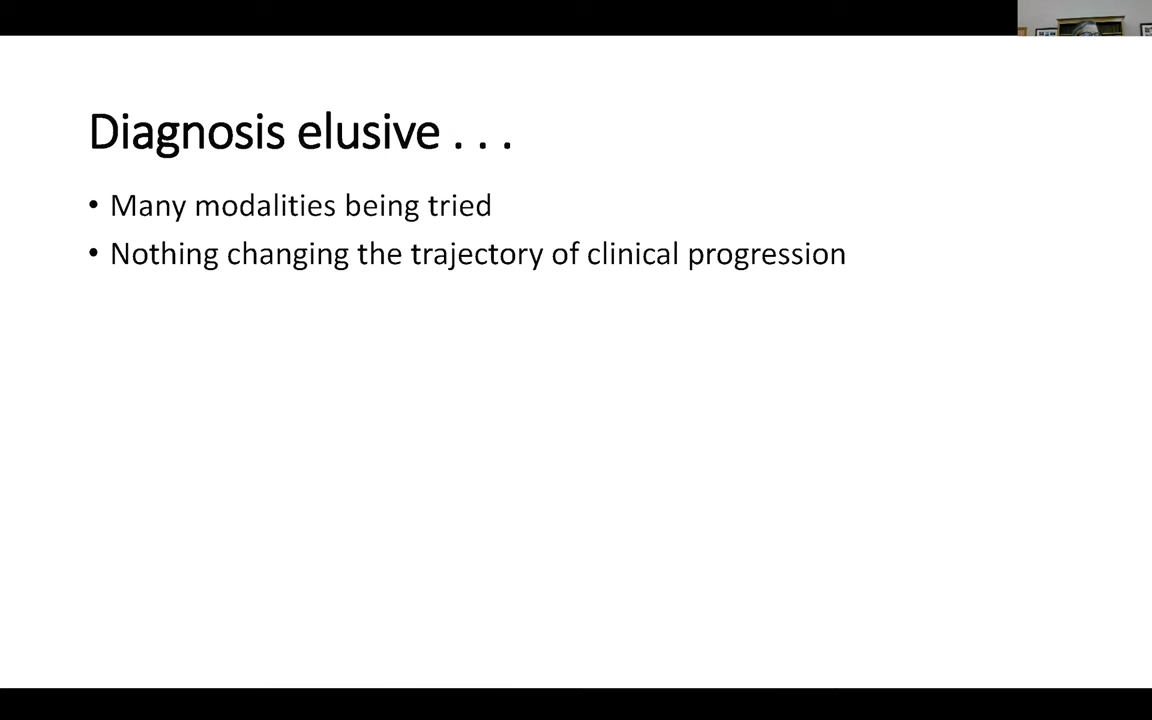 Diagnosis elusive . . .
• Many modalities being tried
• Nothing changing the trajectory of clinical progression